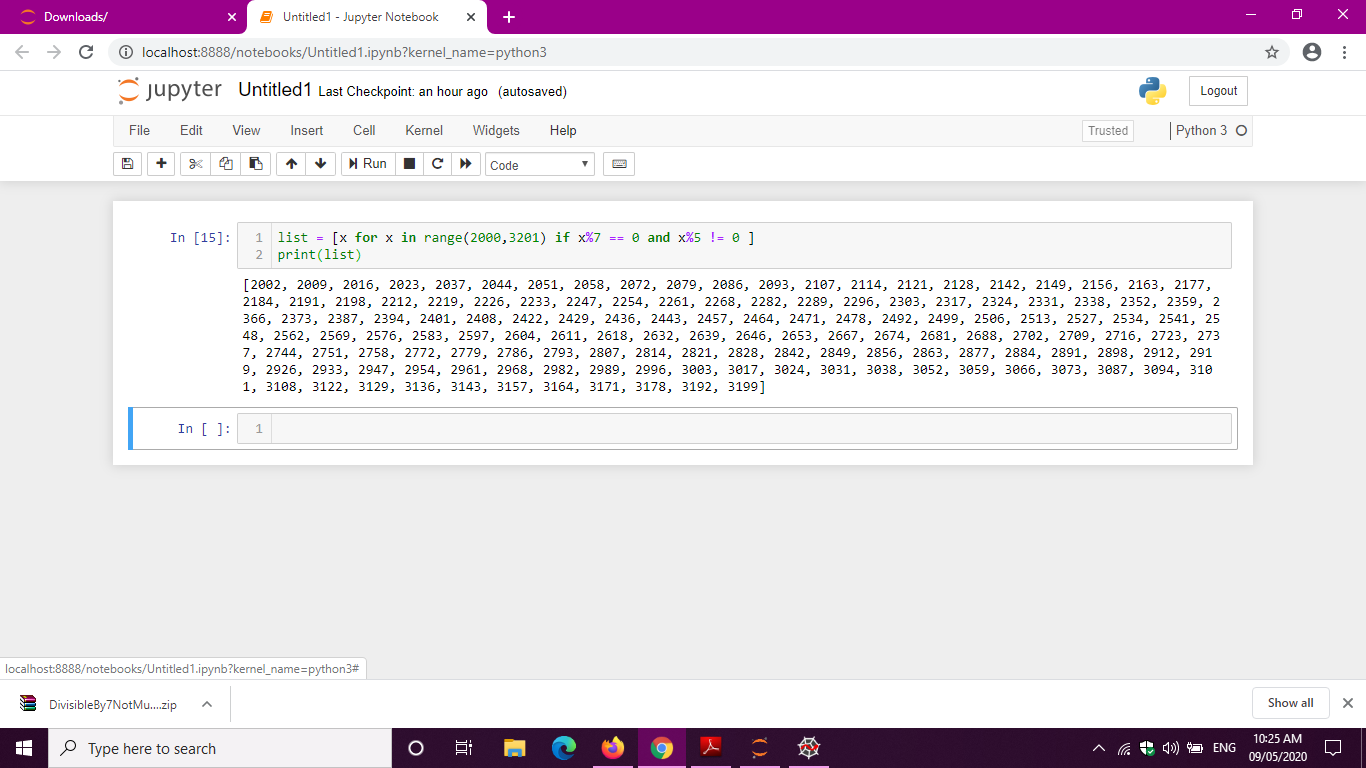 Downloads/
Untitled1 - Jupyter Notebook
localhost:8888/notebooks/Untitled1.ipynb?kernel_name=python3
jupyter Untitled1 Last Checkpoint: an hour ago (autosaved)
Logout
File Edit View Insert Cell Kernel Widgets Help
Trusted
Python 3
Run
Code
In [15]:
1 list = [x for x in range(2000,3201) if x%7 == 0 and x%5 != 0 ]
2 print(list)
[2002, 2009, 2016, 2023, 2037, 2044, 2051, 2058, 2072, 2079, 2086, 2093, 2107, 2114, 2121, 2128, 2142, 2149, 2156, 2163, 2177,
2184, 2191, 2198, 2212, 2219, 2226, 2233, 2247, 2254, 2261, 2268, 2282, 2289, 2296, 2303, 2317, 2324, 2331, 2338, 2352, 2359, 2
366, 2373, 2387, 2394, 2401, 2408, 2422, 2429, 2436, 2443, 2457, 2464, 2471, 2478, 2492, 2499, 2506, 2513, 2527, 2534, 2541, 25
48, 2562, 2569, 2576, 2583, 2597, 2604, 2611, 2618, 2632, 2639, 2646, 2653, 2667, 2674, 2681, 2688, 2702, 2709, 2716, 2723, 273
7, 2744, 2751, 2758, 2772, 2779, 2786, 2793, 2807, 2814, 2821, 2828, 2842, 2849, 2856, 2863, 2877, 2884, 2891, 2898, 2912, 291
9, 2926, 2933, 2947, 2954, 2961, 2968, 2982, 2989, 2996, 3003, 3017, 3024, 3031, 3038, 3052, 3059, 3066, 3073, 3087, 3094, 310
1, 3108, 3122, 3129, 3136, 3143, 3157, 3164, 3171, 3178, 3192, 3199]
In [ ]:
1
localhost:8888/notebooks/Untitled1.ipynb?kernel_name=python3#
DivisibleBy7NotMu....zip
Show all
Type here to search
ENG
10:25 AM
09/05/2020